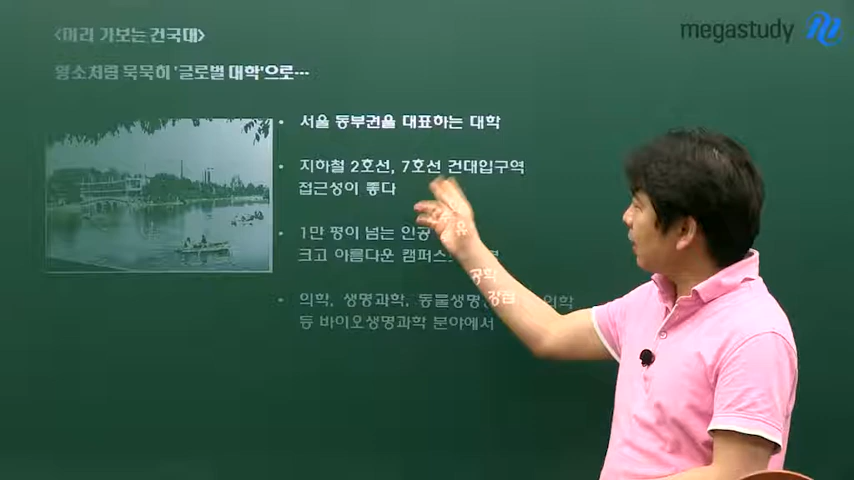 megastudy
<미리 가보는 건국대>
황소처럼 묵묵히 '글로벌 대학'으로…
• 서울 동부권을 대표하는 대학
• 지하철 2호선, 7호선 건대입구역
접근성이 좋다
• 1만 평이 넘는 인공
크고 아름다운 캠퍼스
• 의학, 생명과학, 동물생명
공학
등 바이오생명과학 분야에서
강점